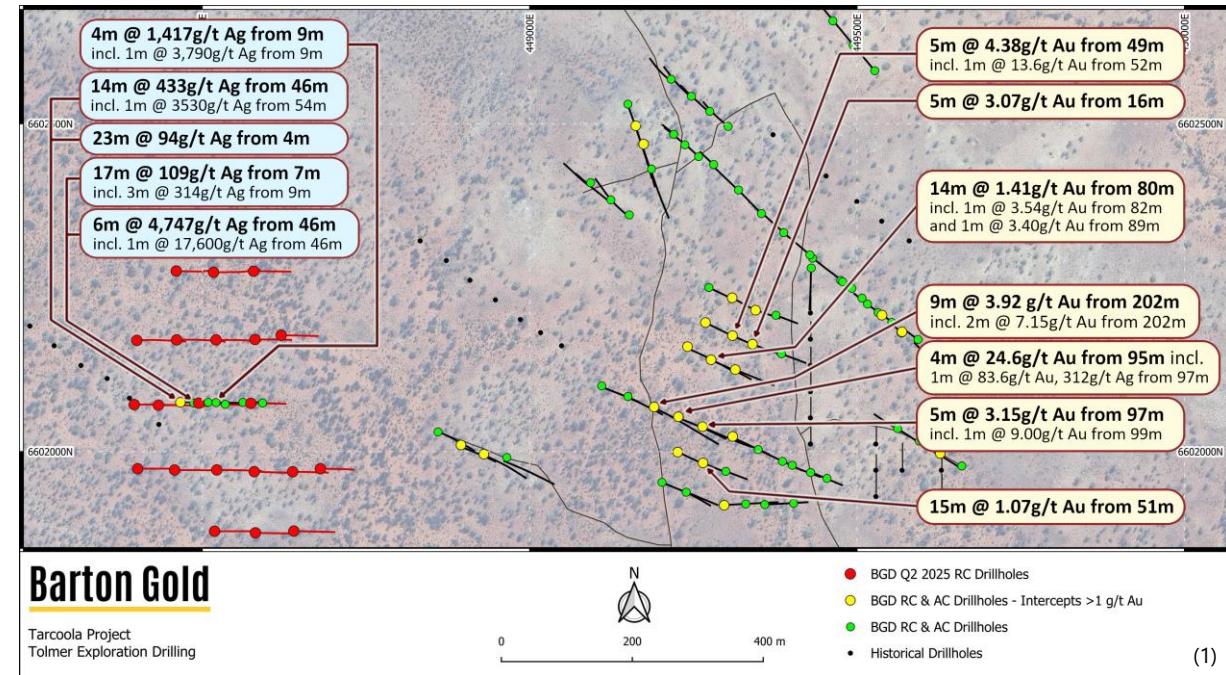 4m @ 1,417g/t Ag from 9m
incl. 1m @ 3,790g/t Ag from 9m
14m @ 433g/t Ag from 46m
incl. 1m @ 3530g/t Ag from 54m
23m @ 94g/t Ag from 4m
17m @ 109g/t Ag from 7m
incl. 3m @ 314g/t Ag from 9m
6m @ 4,747g/t Ag from 46m
incl. 1m @ 17,600g/t Ag from 46m
449000E
449500E
5m @ 4.38g/t Au from 49m
incl. 1m @ 13.6g/t Au from 52m
5m @ 3.07g/t Au from 16m
14m @ 1.41g/t Au from 80m
incl. 1m @ 3.54g/t Au from 82m
and 1m @ 3.40g/t Au from 89m
9m @ 3.92 g/t Au from 202m
incl. 2m @ 7.15g/t Au from 202m
4m @ 24.6g/t Au from 95m incl.
1m @ 83.6g/t Au, 312g/t Ag from 97m
5m @ 3.15g/t Au from 97m
incl. 1m @ 9.00g/t Au from 99m
15m @ 1.07g/t Au from 51m
6602500N
6602000N
6602000N
Barton Gold
Tarcoola Project
Tolmer Exploration Drilling
N
0 200 400 m
BGD Q2 2025 RC Drillholes
BGD RC & AC Drillholes - Intercepts >1 g/t Au
BGD RC & AC Drillholes
Historical Drillholes
(1)